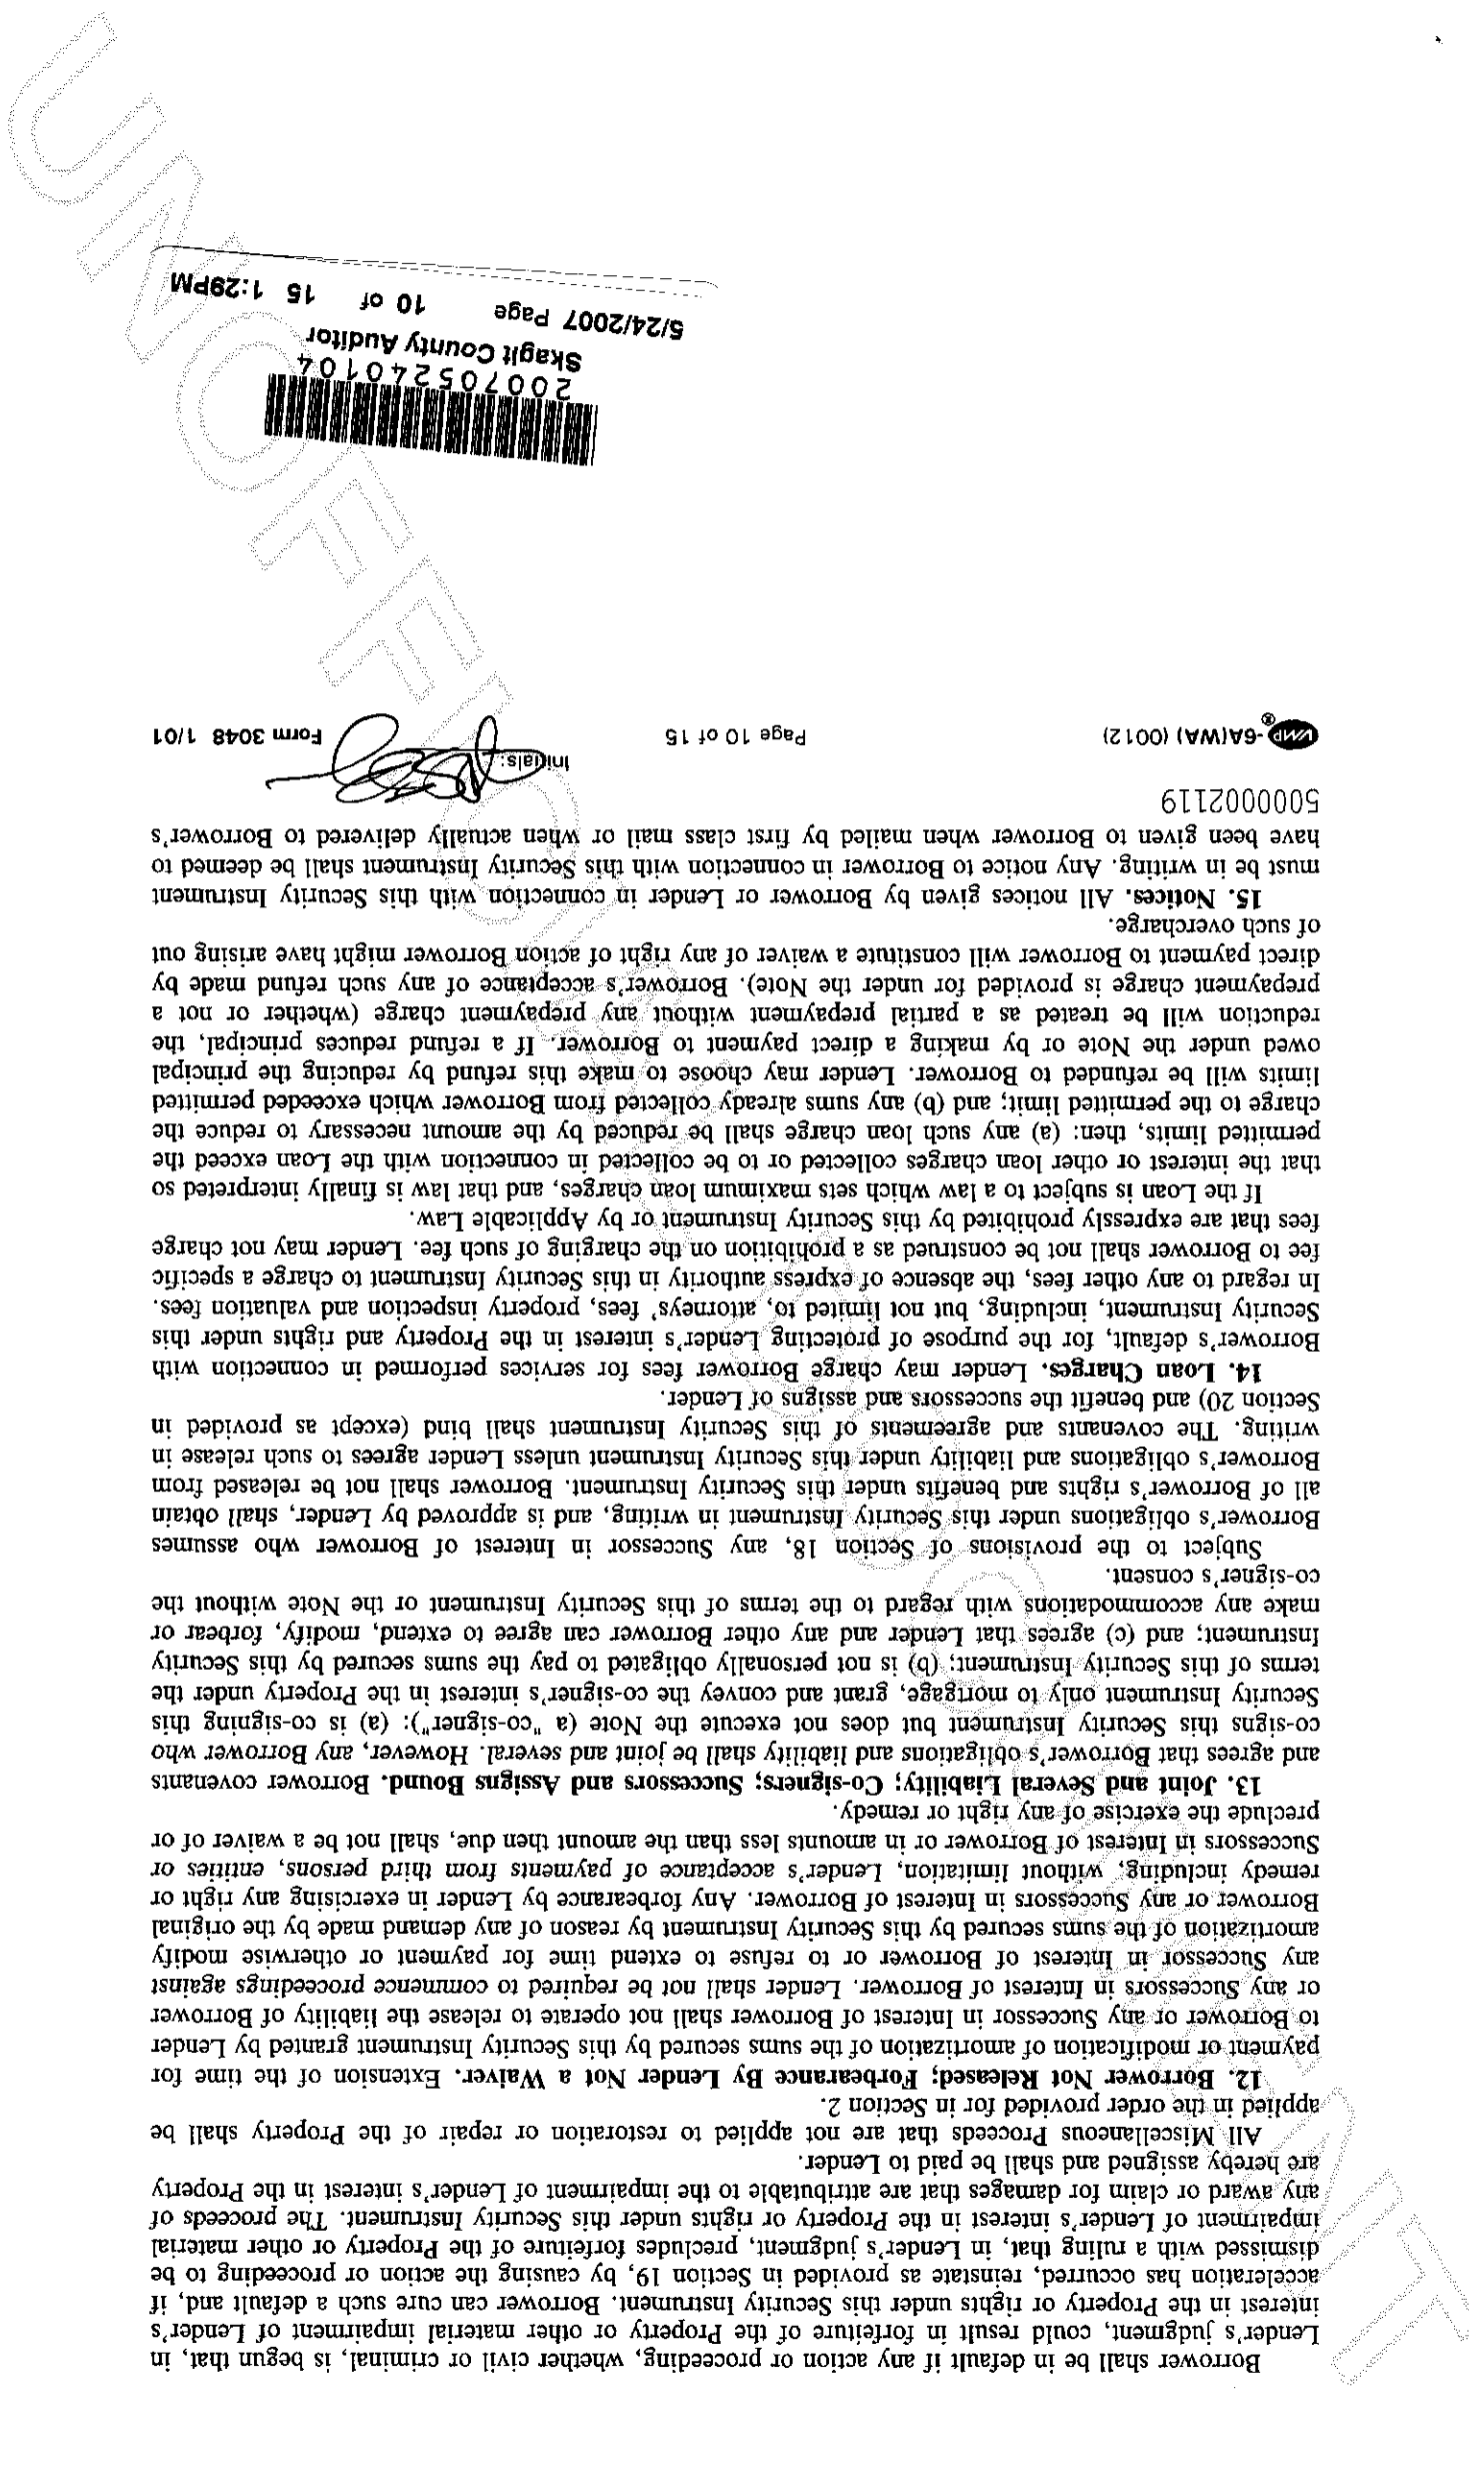 Borrower shall be in default if any action or proceeding, whether civil or criminal, is begun that, in
Lender's judgment, could result in forfeiture of the Property or other material impairment of Lender's
interest in the Property or rights under this Security Instrument. Borrower can cure such a default and, if
acceleration has occurred, reinstate as provided in Section 19, by causing the action or proceeding to be
dismissed with a ruling that, in Lender's judgment, precludes forfeiture of the Property or other material
impairment of Lender's interest in the Property or rights under this Security Instrument. The proceeds of
any award or claim for damages that are attributable to the impairment of Lender's interest in the Property
are hereby assigned and shall be paid to Lender.
All Miscellaneous Proceeds that are not applied to restoration or repair of the Property shall be
applied in the order provided for in Section 2.
12. Borrower Not Released; Forbearance By Lender Not a Waiver. Extension of the time for
payment or modification of amortization of the sums secured by this Security Instrument granted by Lender
to Borrower or any Successor in Interest of Borrower shall not operate to release the liability of Borrower
or any Successors in Interest of Borrower. Lender shall not be required to commence proceedings against
any Successor in Interest of Borrower or to refuse to extend time for payment or otherwise modify
amortization of the sums secured by this Security Instrument by reason of any demand made by the original
Borrower or any Successors in Interest of Borrower. Any forbearance by Lender in exercising any right or
remedy including, without limitation, Lender's acceptance of payments from third persons, entities or
Successors in Interest of Borrower or in amounts less than the amount then due, shall not be a waiver of or
preclude the exercise of any right or remedy.
13. Joint and Several Liability; Co-signers; Successors and Assigns Bound. Borrower covenants
and agrees that Borrower's obligations and liability shall be joint and several. However, any Borrower who
co-signs this Security Instrument but does not execute the Note (a "co-signer"): (a) is co-signing this
Security Instrument only to mortgage, grant and convey the co-signer's interest in the Property under the
terms of this Security Instrument; (b) is not personally obligated to pay the sums secured by this Security
Instrument; and (c) agrees that Lender and any other Borrower can agree to extend, modify, forbear or
make any accommodations with regard to the terms of this Security Instrument or the Note without the
co-signer's consent.
Subject to the provisions of Section 18, any Successor in Interest of Borrower who assumes
Borrower's obligations under this Security Instrument in writing, and is approved by Lender, shall obtain
all of Borrower's rights and benefits under this Security Instrument. Borrower shall not be released from
Borrower's obligations and liability under this Security Instrument unless Lender agrees to such release in
writing. The covenants and agreements of this Security Instrument shall bind (except as provided in
Section 20) and benefit the successors and assigns of Lender.
14. Loan Charges. Lender may charge Borrower fees for services performed in connection with
Borrower's default, for the purpose of protecting Lender's interest in the Property and rights under this
Security Instrument, including, but not limited to, attorneys' fees, property inspection and valuation fees.
In regard to any other fees, the absence of express authority in this Security Instrument to charge a specific
fee to Borrower shall not be construed as a prohibition on the charging of such fee. Lender may not charge
fees that are expressly prohibited by this Security Instrument or by Applicable Law.
If the Loan is subject to a law which sets maximum loan charges, and that law is finally interpreted so
that the interest or other loan charges collected or to be collected in connection with the Loan exceed the
permitted limits, then: (a) any such loan charge shall be reduced by the amount necessary to reduce the
charge to the permitted limit; and (b) any sums already collected from Borrower which exceeded permitted
limits will be refunded to Borrower. Lender may choose to make this refund by reducing the principal
owed under the Note or by making a direct payment to Borrower. If a refund reduces principal, the
reduction will be treated as a partial prepayment without any prepayment charge (whether or not a
prepayment charge is provided for under the Note). Borrower's acceptance of any such refund made by
direct payment to Borrower will constitute a waiver of any right of action Borrower might have arising out
of such overcharge.
15. Notices. All notices given by Borrower or Lender in connection with this Security Instrument
must be in writing. Any notice to Borrower in connection with this Security Instrument shall be deemed to
have been given to Borrower when mailed by first class mail or when actually delivered to Borrower's
5000002119
Initials:
VMP®-6A(WA) (0012) Page 10 of 15 Form 3048 1/01
200705240104
Skagit County Auditor
5/24/2007 Page 10 of 15 1:29PM
UNOFFICIAL DOCUMENT